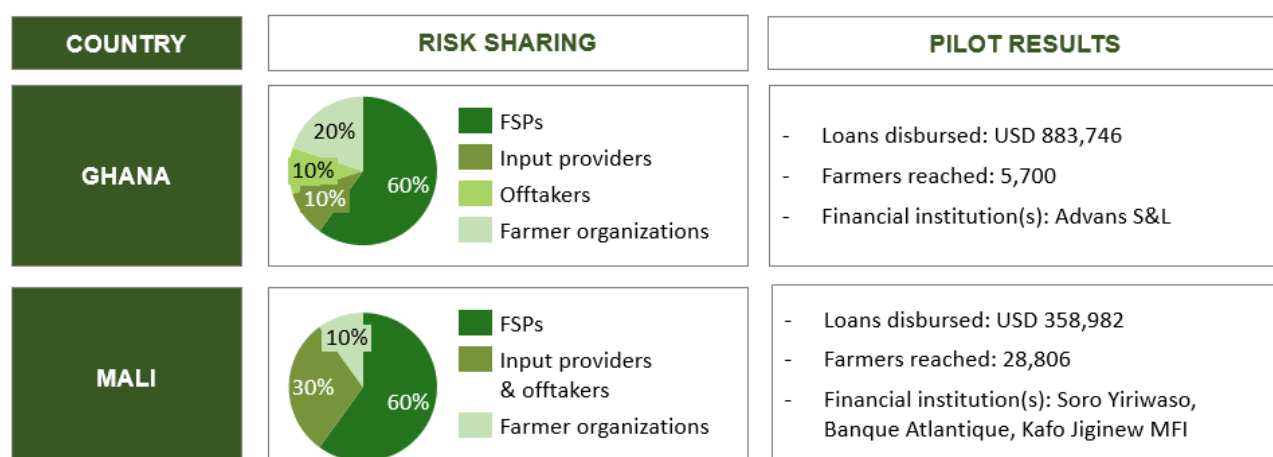 COUNTRY
RISK SHARING
PILOT RESULTS
GHANA
20%
10%
10%
60%
FSPs
Input providers
Offtakers
Farmer organizations
- Loans disbursed: USD 883,746
- Farmers reached: 5,700
- Financial institution(s): Advans S&L
MALI
10%
30%
60%
FSPs
Input providers
& offtakers
Farmer organizations
- Loans disbursed: USD 358,982
- Farmers reached: 28,806
- Financial institution(s): Soro Yiriwaso,
Banque Atlantique, Kafo Jiginew MFI